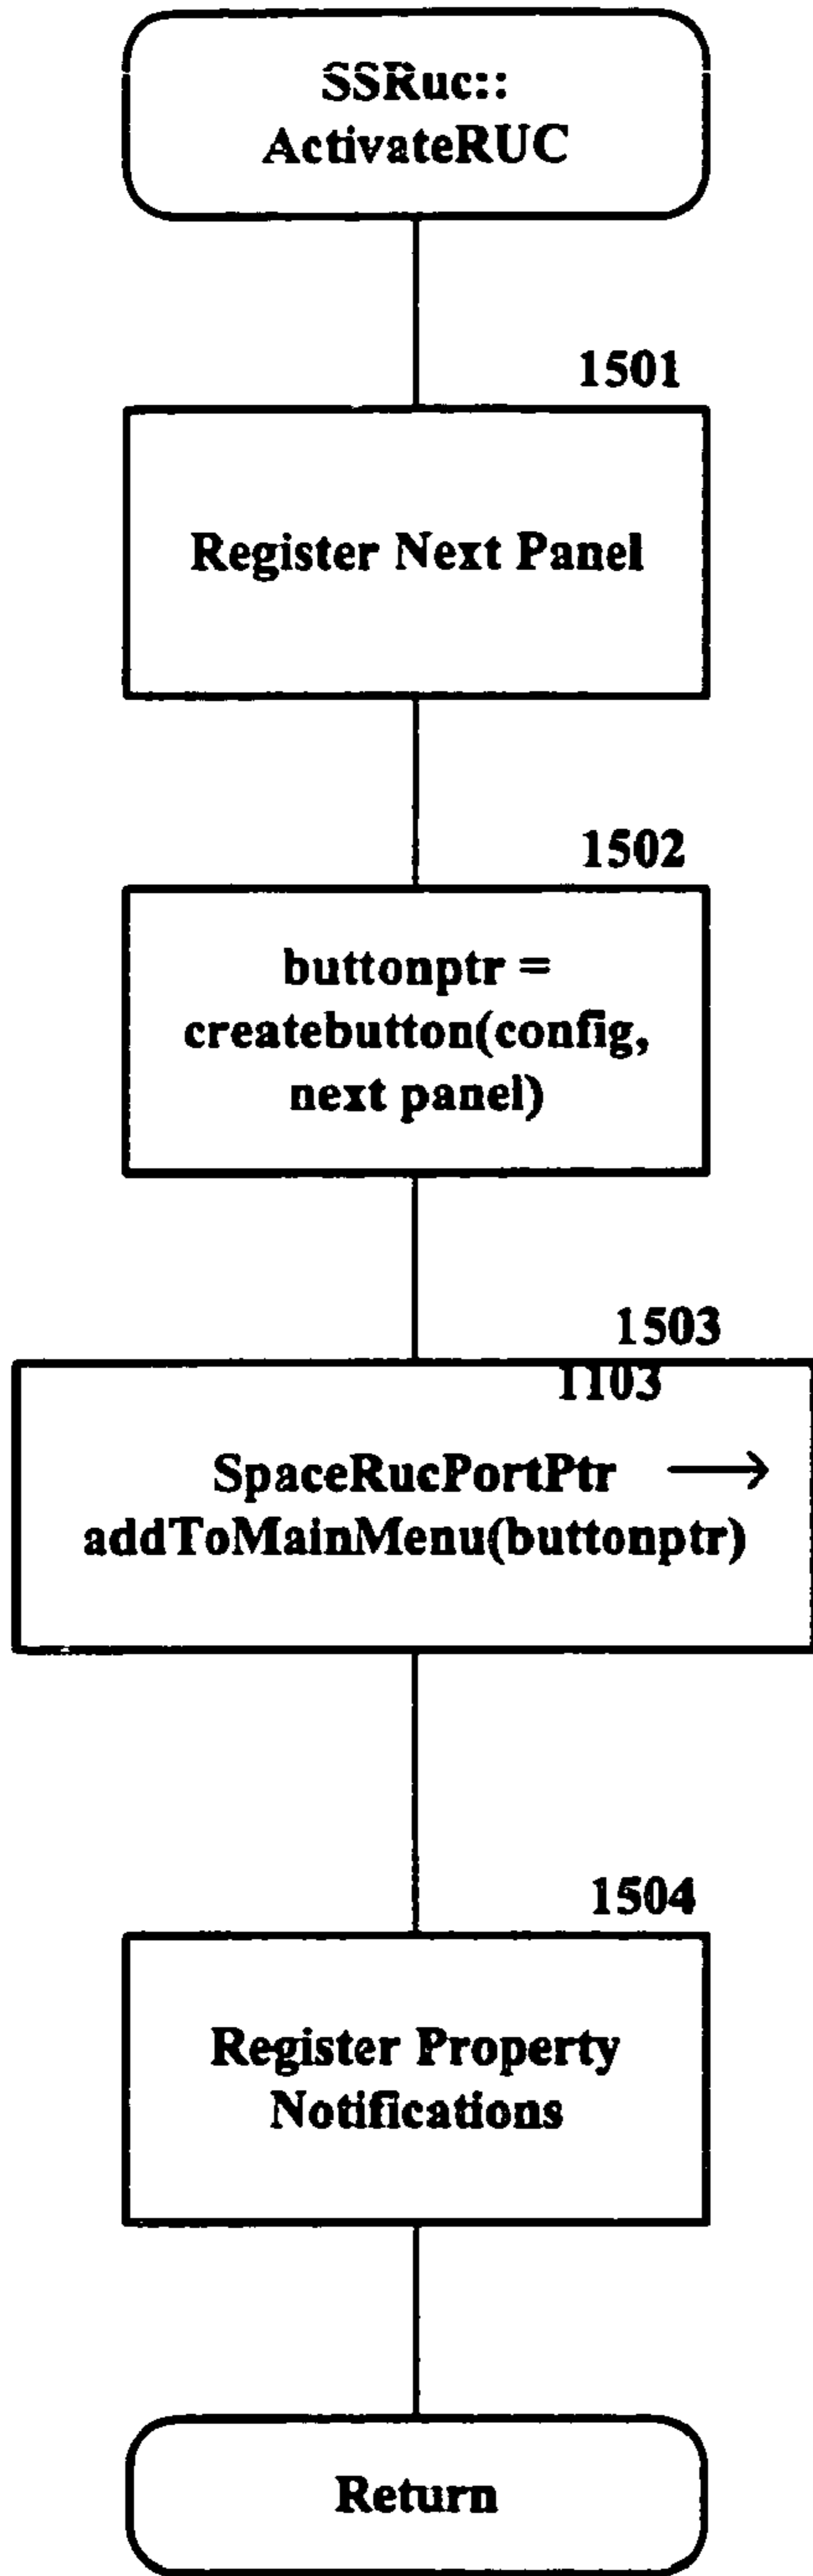 SSRuc::
ActivateRUC
1501
Register Next Panel
1502
buttonptr =
createbutton(config,
next panel)
1503
1103
SpaceRucPortPtr →
addToMainMenu(buttonptr)
1504
Register Property
Notifications
Return